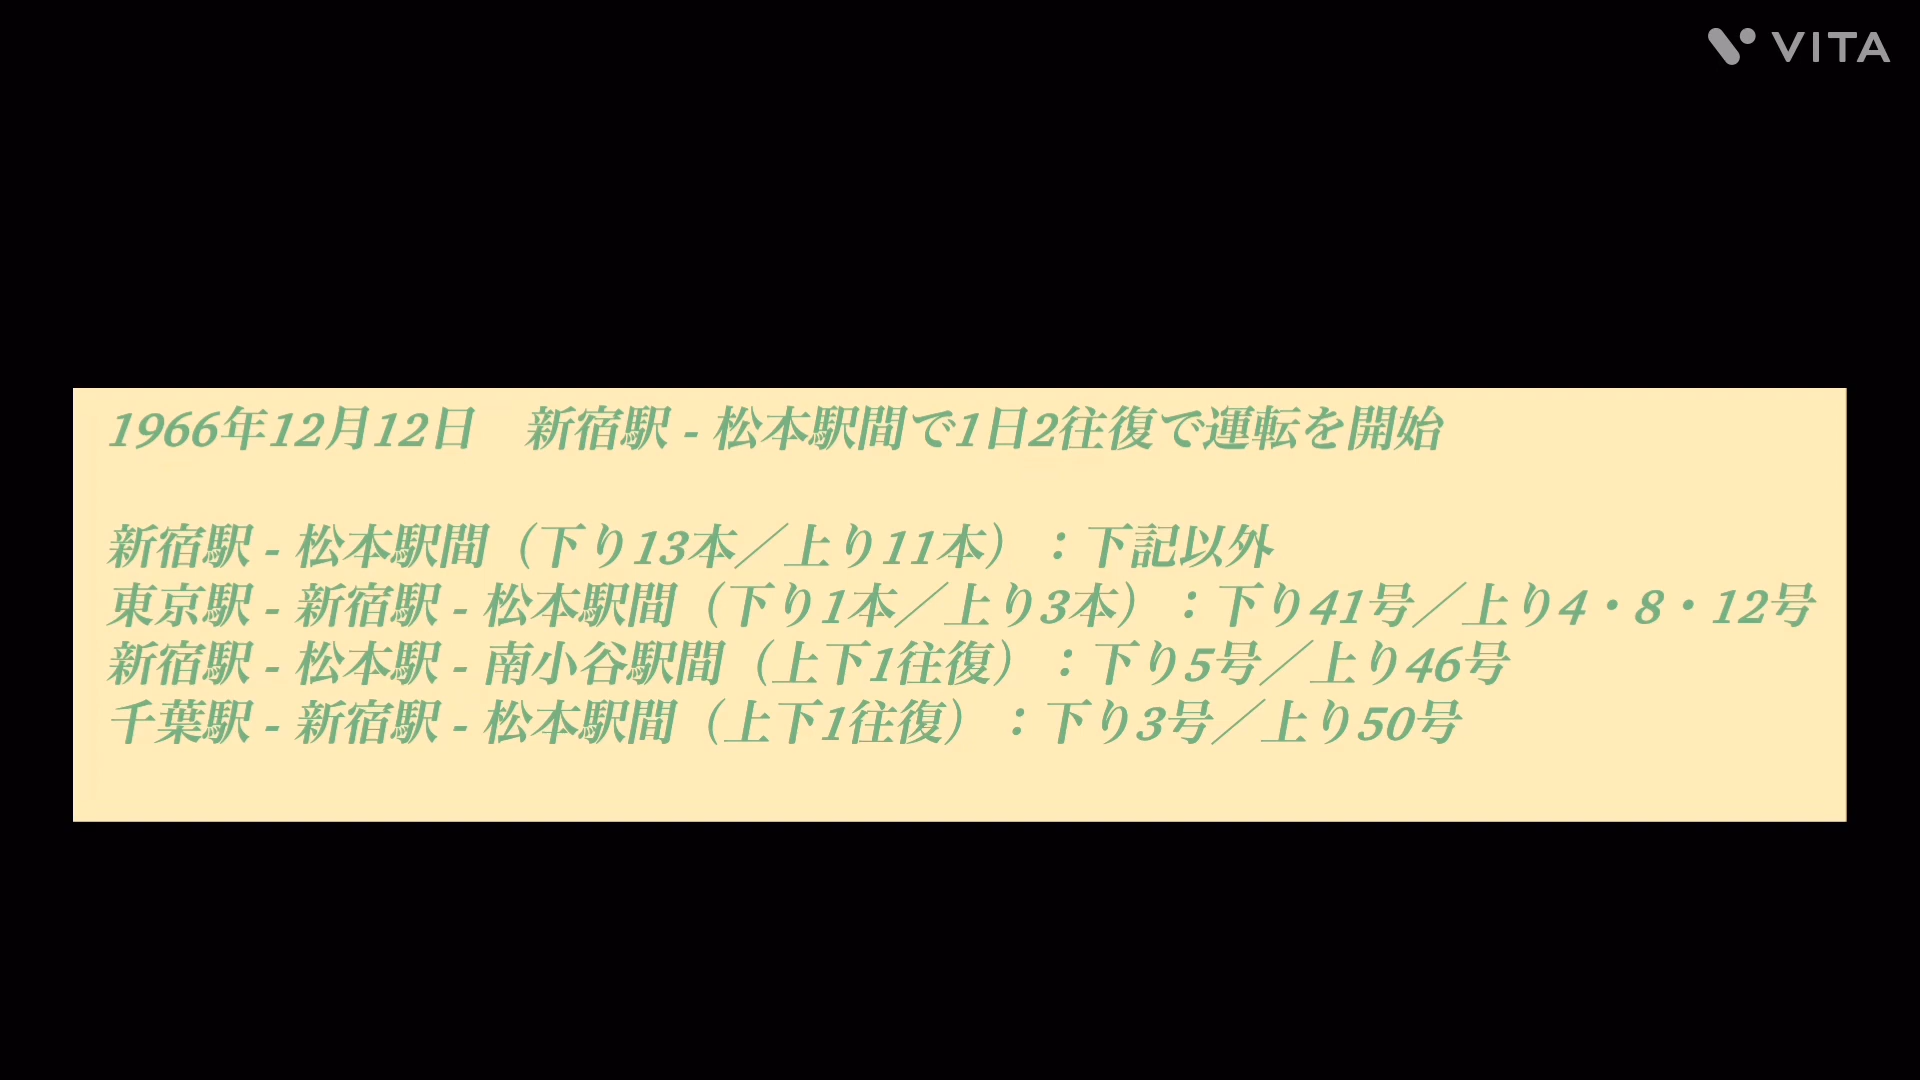 VITA
1966年12月12日　新宿駅 - 松本駅間で1日2往復で運転を開始
新宿駅 - 松本駅間（下り13本／上り11本）：下記以外
東京駅 - 新宿駅 - 松本駅間（下り1本／上り3本）：下り41号／上り4・8・12号
新宿駅 - 松本駅 - 南小谷駅間（上下1往復）：下り5号／上り46号
千葉駅 - 新宿駅 - 松本駅間（上下1往復）：下り3号／上り50号